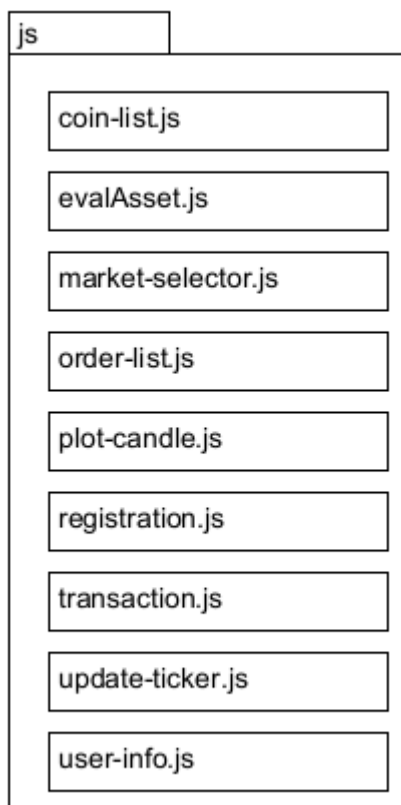 js
coin-list.js
evalAsset.js
market-selector.js
order-list.js
plot-candle.js
registration.js
transaction.js
update-ticker.js
user-info.js